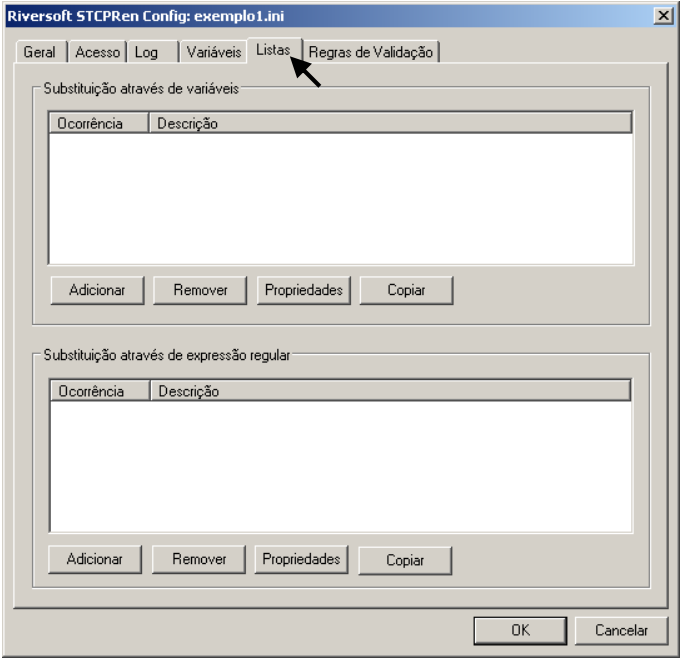 Riversoft STCPRen Config: exemplo1.ini
Geral Acesso Log Variáveis Listas Regras de Validação
Substituição através de variáveis
Ocorrência Descrição
Adicionar Remover Propriedades Copiar
Substituição através de expressão regular
Ocorrência Descrição
Adicionar Remover Propriedades Copiar
OK Cancelar